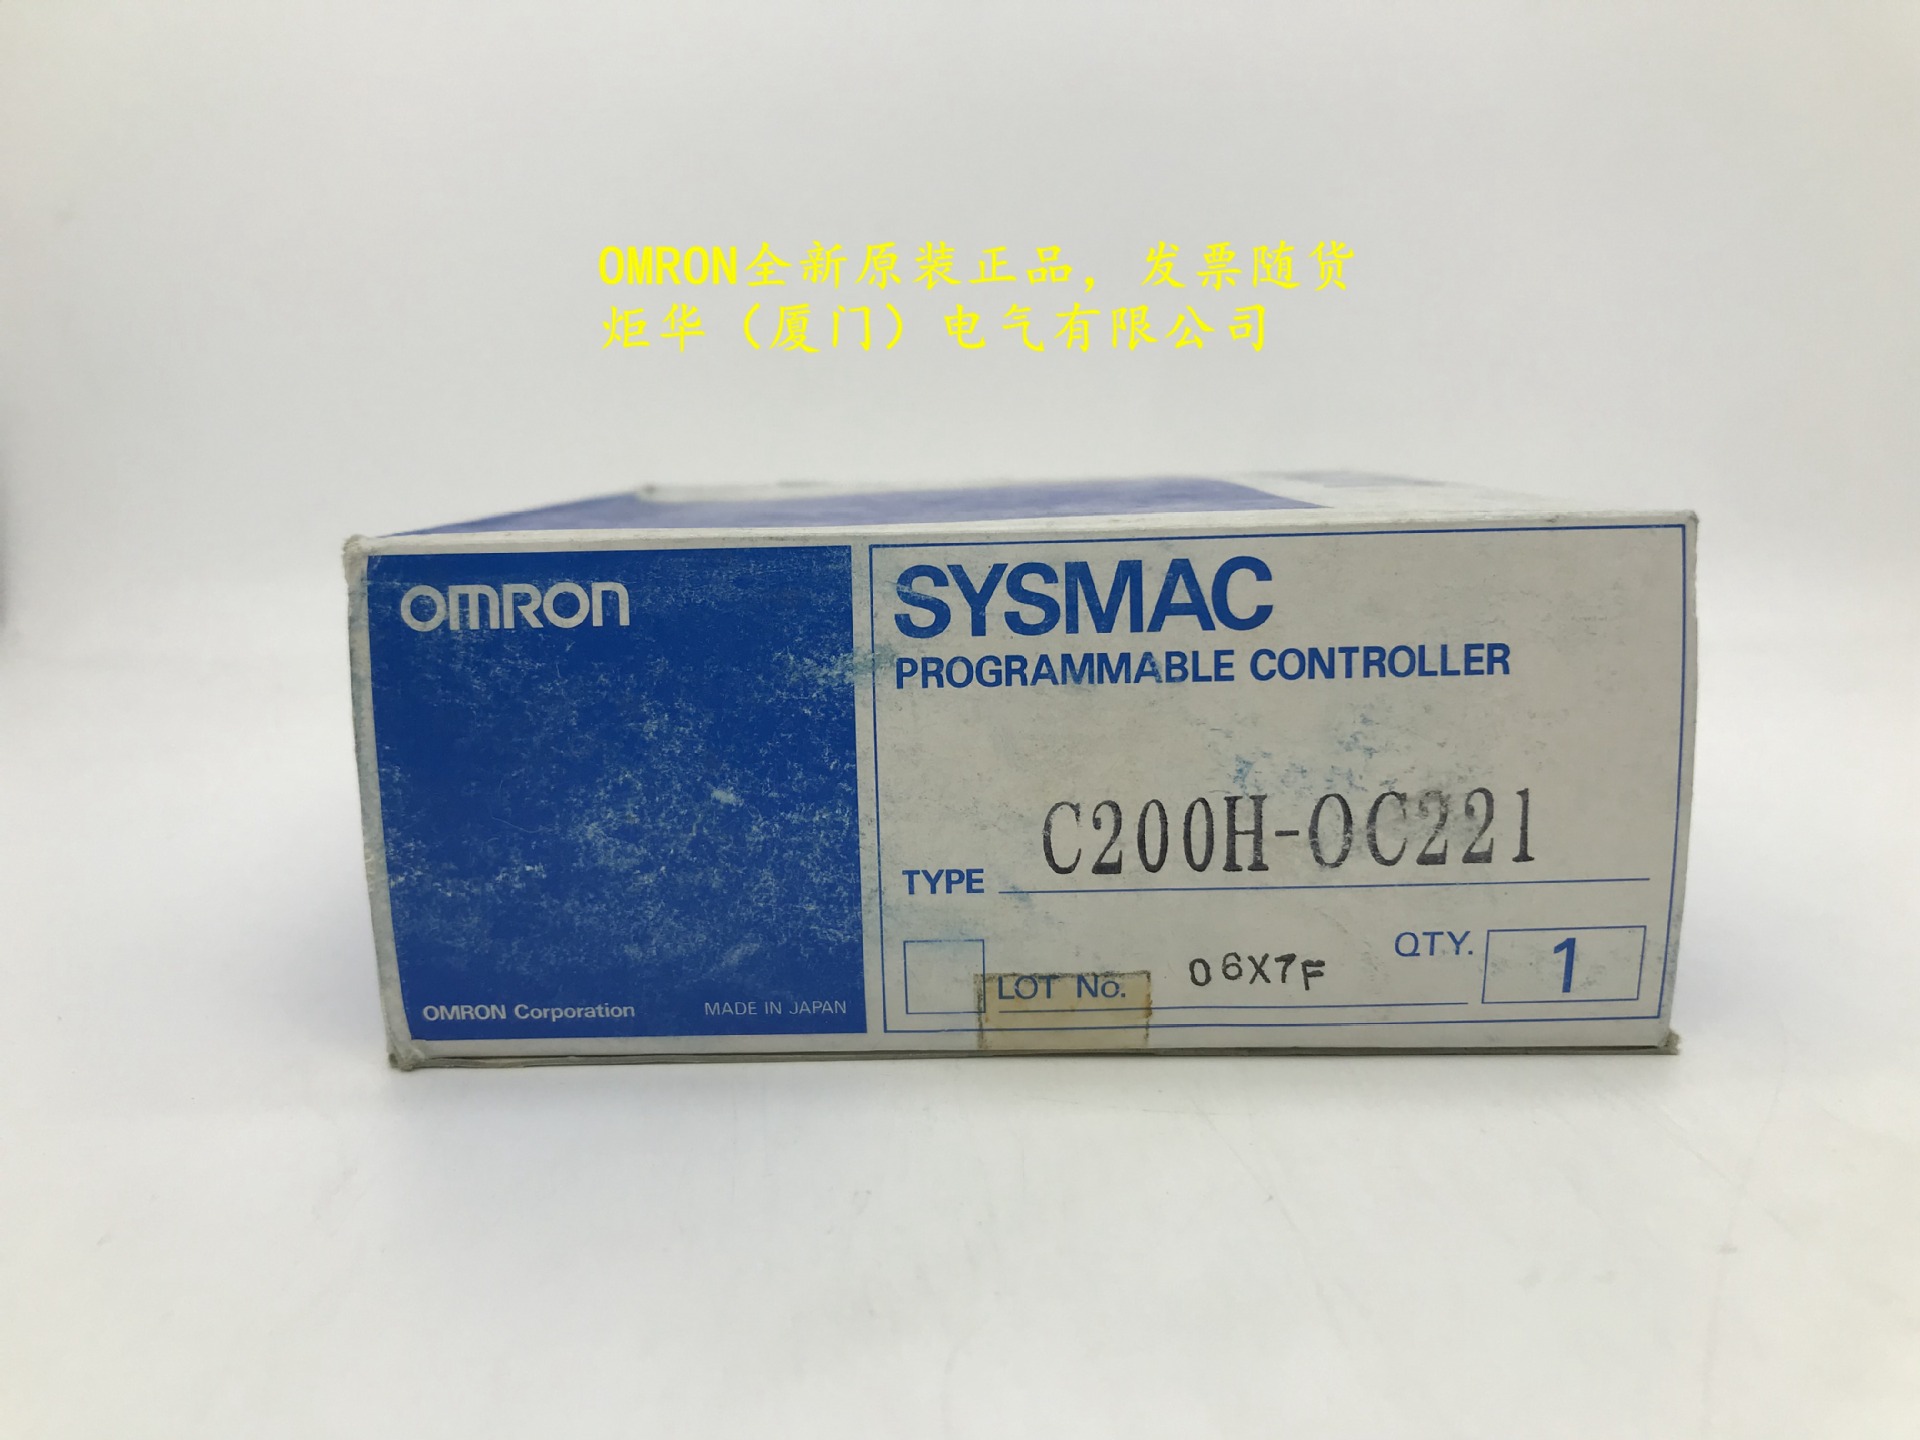 OMRON全新原装正品，发票随货
炬华（厦门）电气有限公司
OMRON
SYSMAC
PROGRAMMABLE CONTROLLER
TYPE C200H-OC221
LOT No. 06X7F QTY. 1
OMRON Corporation MADE IN JAPAN